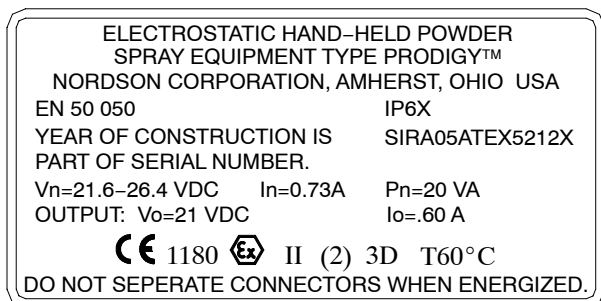 ELECTROSTATIC HAND–HELD POWDER
SPRAY EQUIPMENT TYPE PRODIGY™
NORDSON CORPORATION, AMHERST, OHIO USA
EN 50 050 IP6X
YEAR OF CONSTRUCTION IS SIRA05ATEX5212X
PART OF SERIAL NUMBER.
Vn=21.6–26.4 VDC In=0.73A Pn=20 VA
OUTPUT: Vo=21 VDC Io=.60 A
CE 1180 Ex II (2) 3D T60°C
DO NOT SEPERATE CONNECTORS WHEN ENERGIZED.